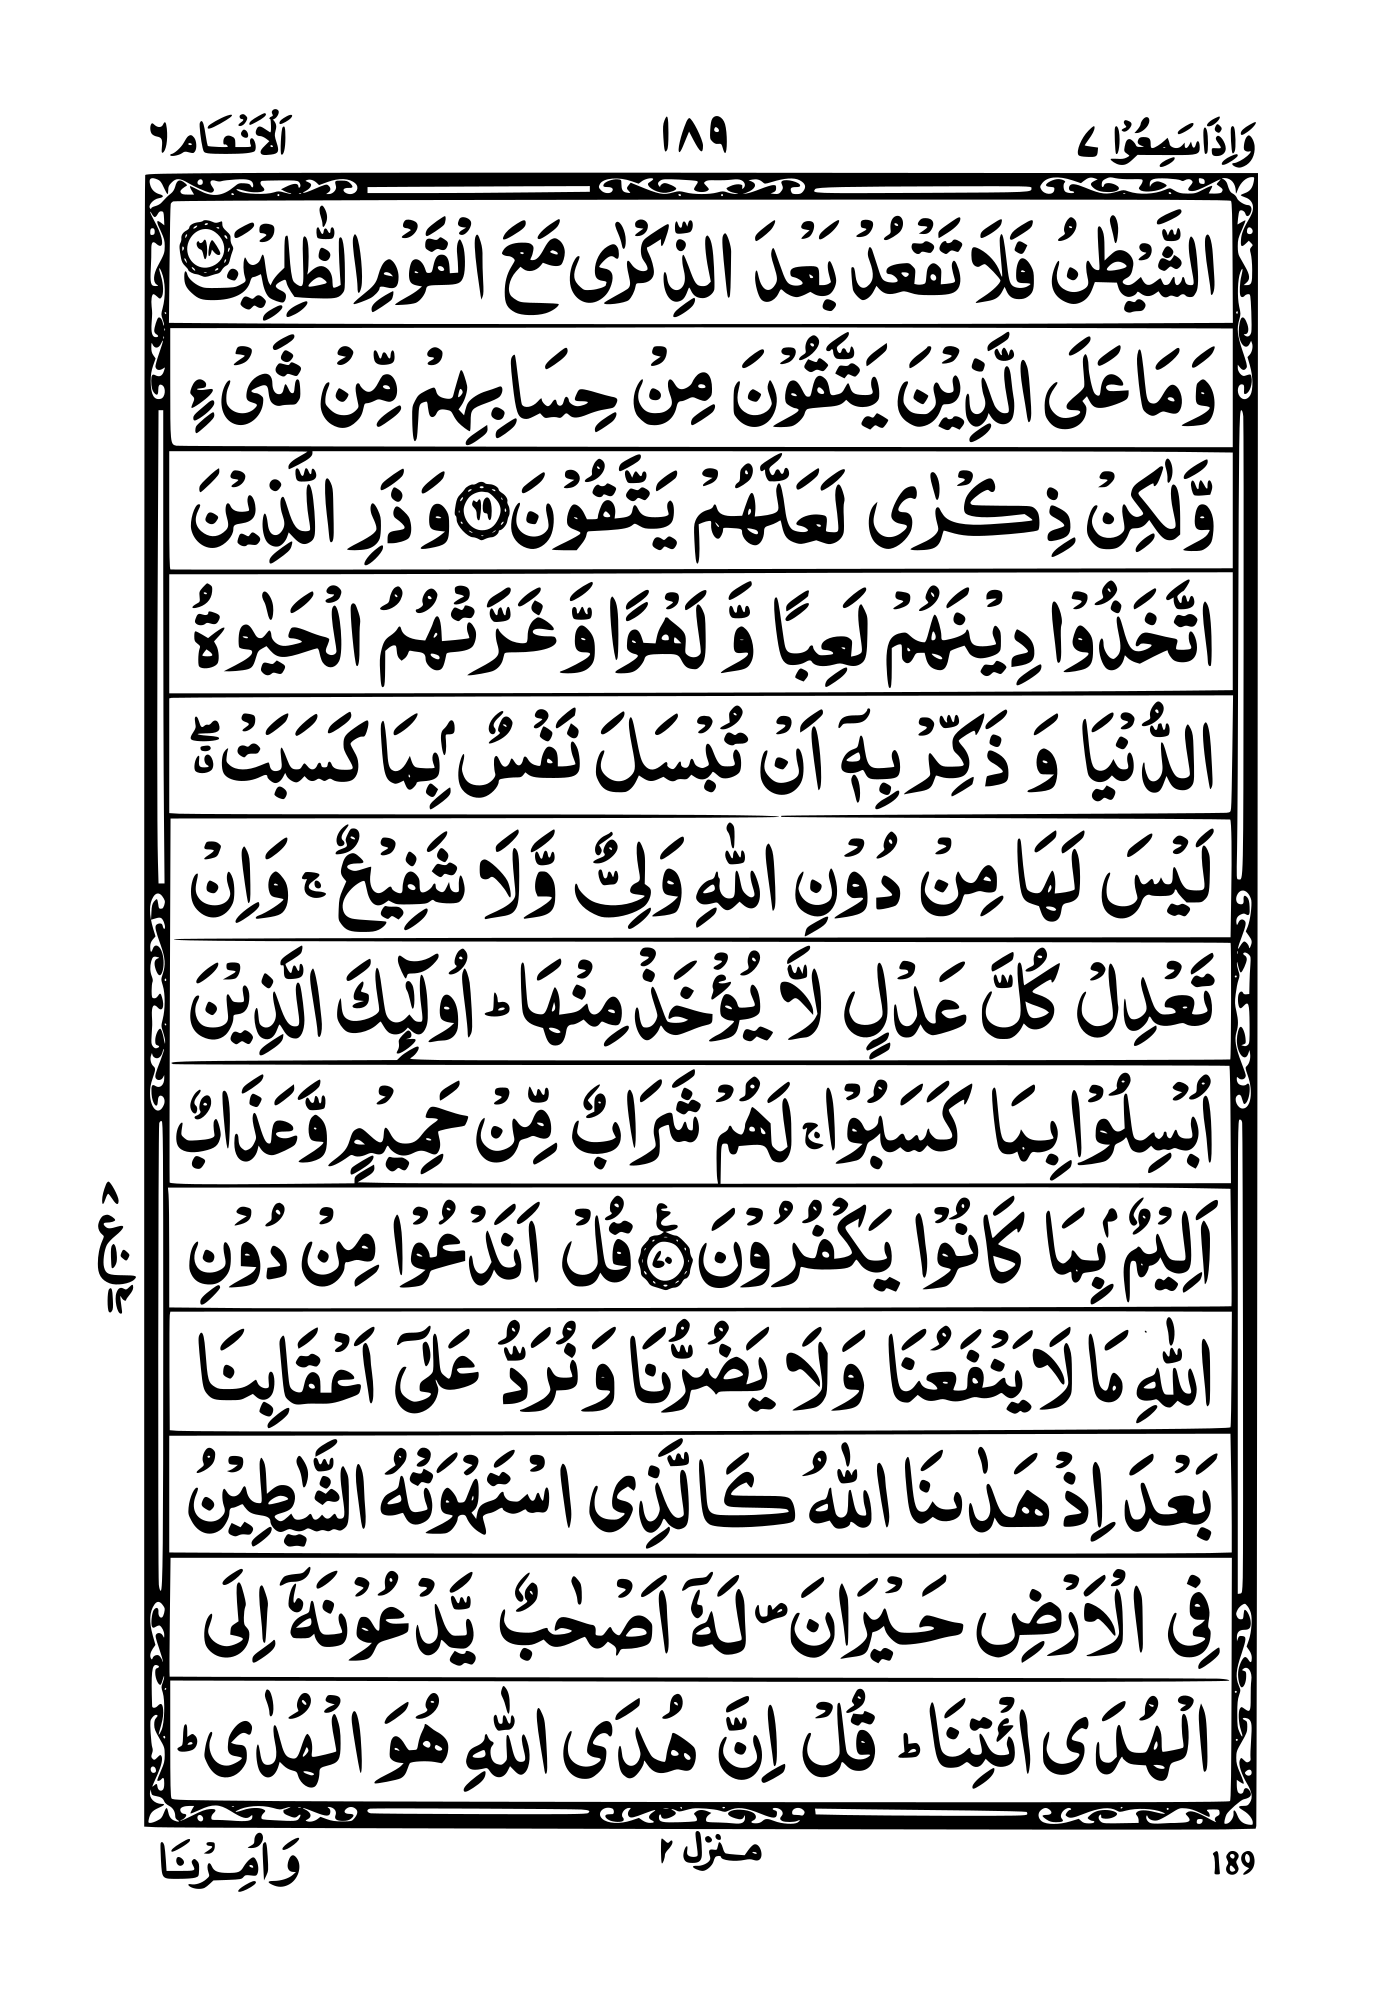 وَاِذَا سَمِعُوْا ٧ ١٨٩ اَلْاَنْعَام ٦
الشَّيْطٰنُ فَلَا تَقْعُدْ بَعْدَ الذِّكْرٰى مَعَ الْقَوْمِ الظّٰلِمِيْنَ ۝٦٨
وَمَا عَلَى الَّذِيْنَ يَتَّقُوْنَ مِنْ حِسَابِهِمْ مِّنْ شَىْءٍ
وَّلٰكِنْ ذِكْرٰى لَعَلَّهُمْ يَتَّقُوْنَ ۝٦٩ وَ ذَرِ الَّذِيْنَ
اتَّخَذُوْا دِيْنَهُمْ لَعِبًا وَّ لَهْوًا وَّ غَرَّتْهُمُ الْحَيٰوةُ
الدُّنْيَا وَ ذَكِّرْ بِهٖۤ اَنْ تُبْسَلَ نَفْسٌۢ بِمَا كَسَبَتْ ۖۗ
لَيْسَ لَهَا مِنْ دُوْنِ اللّٰهِ وَلِىٌّ وَّلَا شَفِيْعٌ ۚ وَاِنْ
تَعْدِلْ كُلَّ عَدْلٍ لَّا يُؤْخَذْ مِنْهَا ؕ اُولٰٓئِكَ الَّذِيْنَ
اُبْسِلُوْا بِمَا كَسَبُوْا ۚ لَهُمْ شَرَابٌ مِّنْ حَمِيْمٍ وَّعَذَابٌ
اَلِيْمٌۢ بِمَا كَانُوْا يَكْفُرُوْنَ ۝٧٠ ع قُلْ اَنَدْعُوْا مِنْ دُوْنِ
٨ ع ١٠ ١٤
اللّٰهِ مَا لَا يَنْفَعُنَا وَلَا يَضُرُّنَا وَ نُرَدُّ عَلٰٓى اَعْقَابِنَا
بَعْدَ اِذْ هَدٰىنَا اللّٰهُ كَالَّذِى اسْتَهْوَتْهُ الشَّيٰطِيْنُ
فِى الْاَرْضِ حَيْرَانَ ۪ لَهٗۤ اَصْحٰبٌ يَّدْعُوْنَهٗۤ اِلَى
الْهُدَى ائْتِنَا ؕ قُلْ اِنَّ هُدَى اللّٰهِ هُوَ الْهُدٰى ؕ
189 منزل ٢ وَ اُمِرْنَا